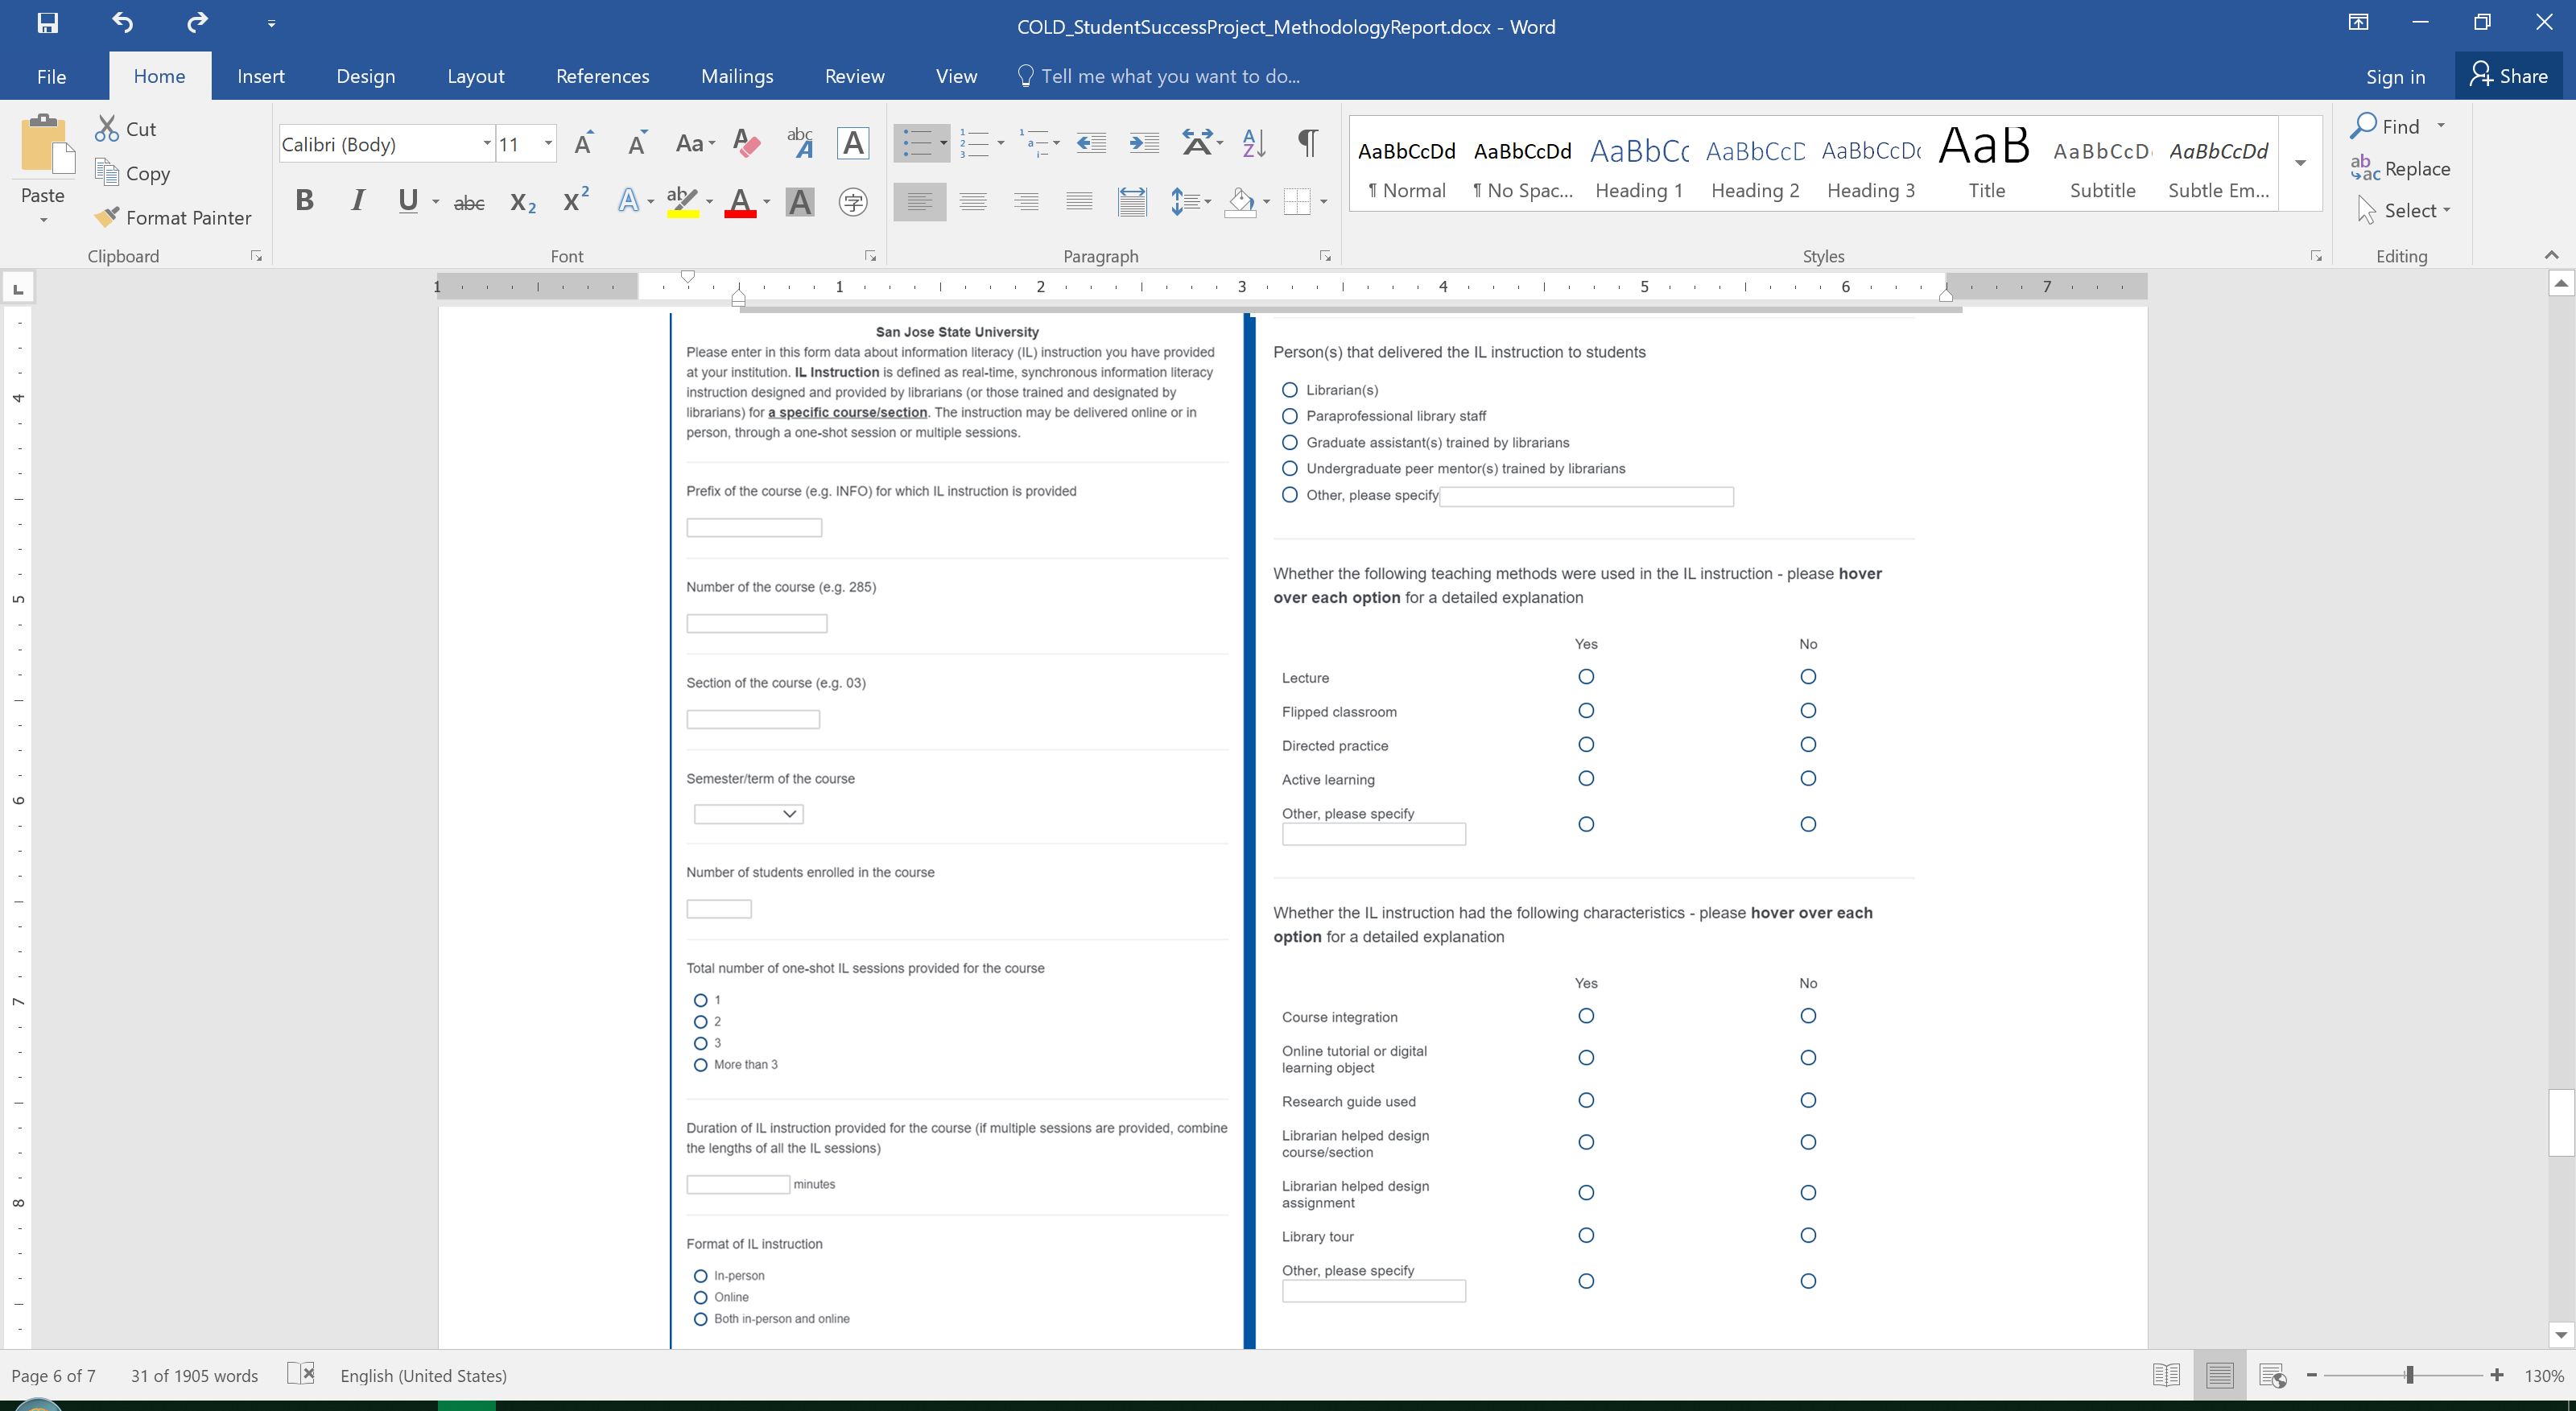 COLD_StudentSuccessProject_MethodologyReport.docx - Word
File Home Insert Design Layout References Mailings Review View Tell me what you want to do... Sign in Share
Paste
Cut
Copy
Format Painter
Clipboard
Calibri (Body) 11
Font
Paragraph
AaBbCcDd
¶ Normal
AaBbCcDd
¶ No Spac...
AaBbCc
Heading 1
AaBbCcD
Heading 2
AaBbCcDd
Heading 3
AaB
Title
AaBbCcD
Subtitle
AaBbCcDd
Subtle Em...
Styles
Find
Replace
Select
Editing
1 1 2 3 4 5 6 7
4
5
6
7
8
San Jose State University
Please enter in this form data about information literacy (IL) instruction you have provided
at your institution. IL Instruction is defined as real-time, synchronous information literacy
instruction designed and provided by librarians (or those trained and designated by
librarians) for a specific course/section. The instruction may be delivered online or in
person, through a one-shot session or multiple sessions.
Prefix of the course (e.g. INFO) for which IL instruction is provided
Number of the course (e.g. 285)
Section of the course (e.g. 03)
Semester/term of the course
Number of students enrolled in the course
Total number of one-shot IL sessions provided for the course
1
2
3
More than 3
Duration of IL instruction provided for the course (if multiple sessions are provided, combine
the lengths of all the IL sessions)
minutes
Format of IL instruction
In-person
Online
Both in-person and online
Person(s) that delivered the IL instruction to students
Librarian(s)
Paraprofessional library staff
Graduate assistant(s) trained by librarians
Undergraduate peer mentor(s) trained by librarians
Other, please specify
Whether the following teaching methods were used in the IL instruction - please hover
over each option for a detailed explanation
Yes No
Lecture
Flipped classroom
Directed practice
Active learning
Other, please specify
Whether the IL instruction had the following characteristics - please hover over each
option for a detailed explanation
Yes No
Course integration
Online tutorial or digital
learning object
Research guide used
Librarian helped design
course/section
Librarian helped design
assignment
Library tour
Other, please specify
Page 6 of 7 31 of 1905 words English (United States) 130%